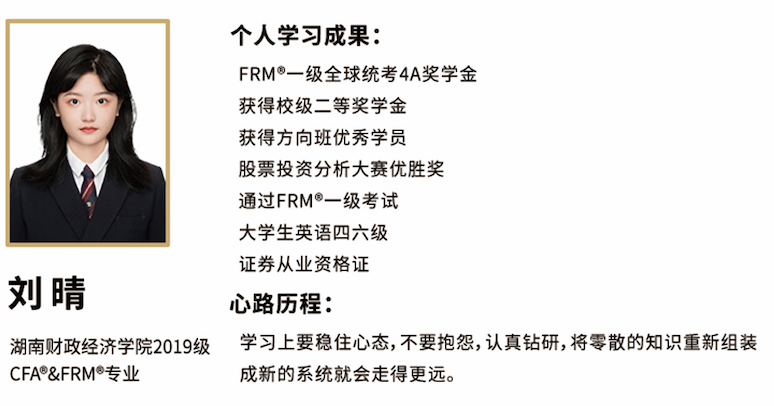 个人学习成果：
FRM®一级全球统考4A奖学金
获得校级二等奖学金
获得方向班优秀学员
股票投资分析大赛优胜奖
通过FRM®一级考试
大学生英语四六级
证券从业资格证
刘晴
湖南财政经济学院2019级
CFA®&FRM®专业
心路历程：
学习上要稳住心态，不要抱怨，认真钻研，将零散的知识重新组装
成新的系统就会走得更远。